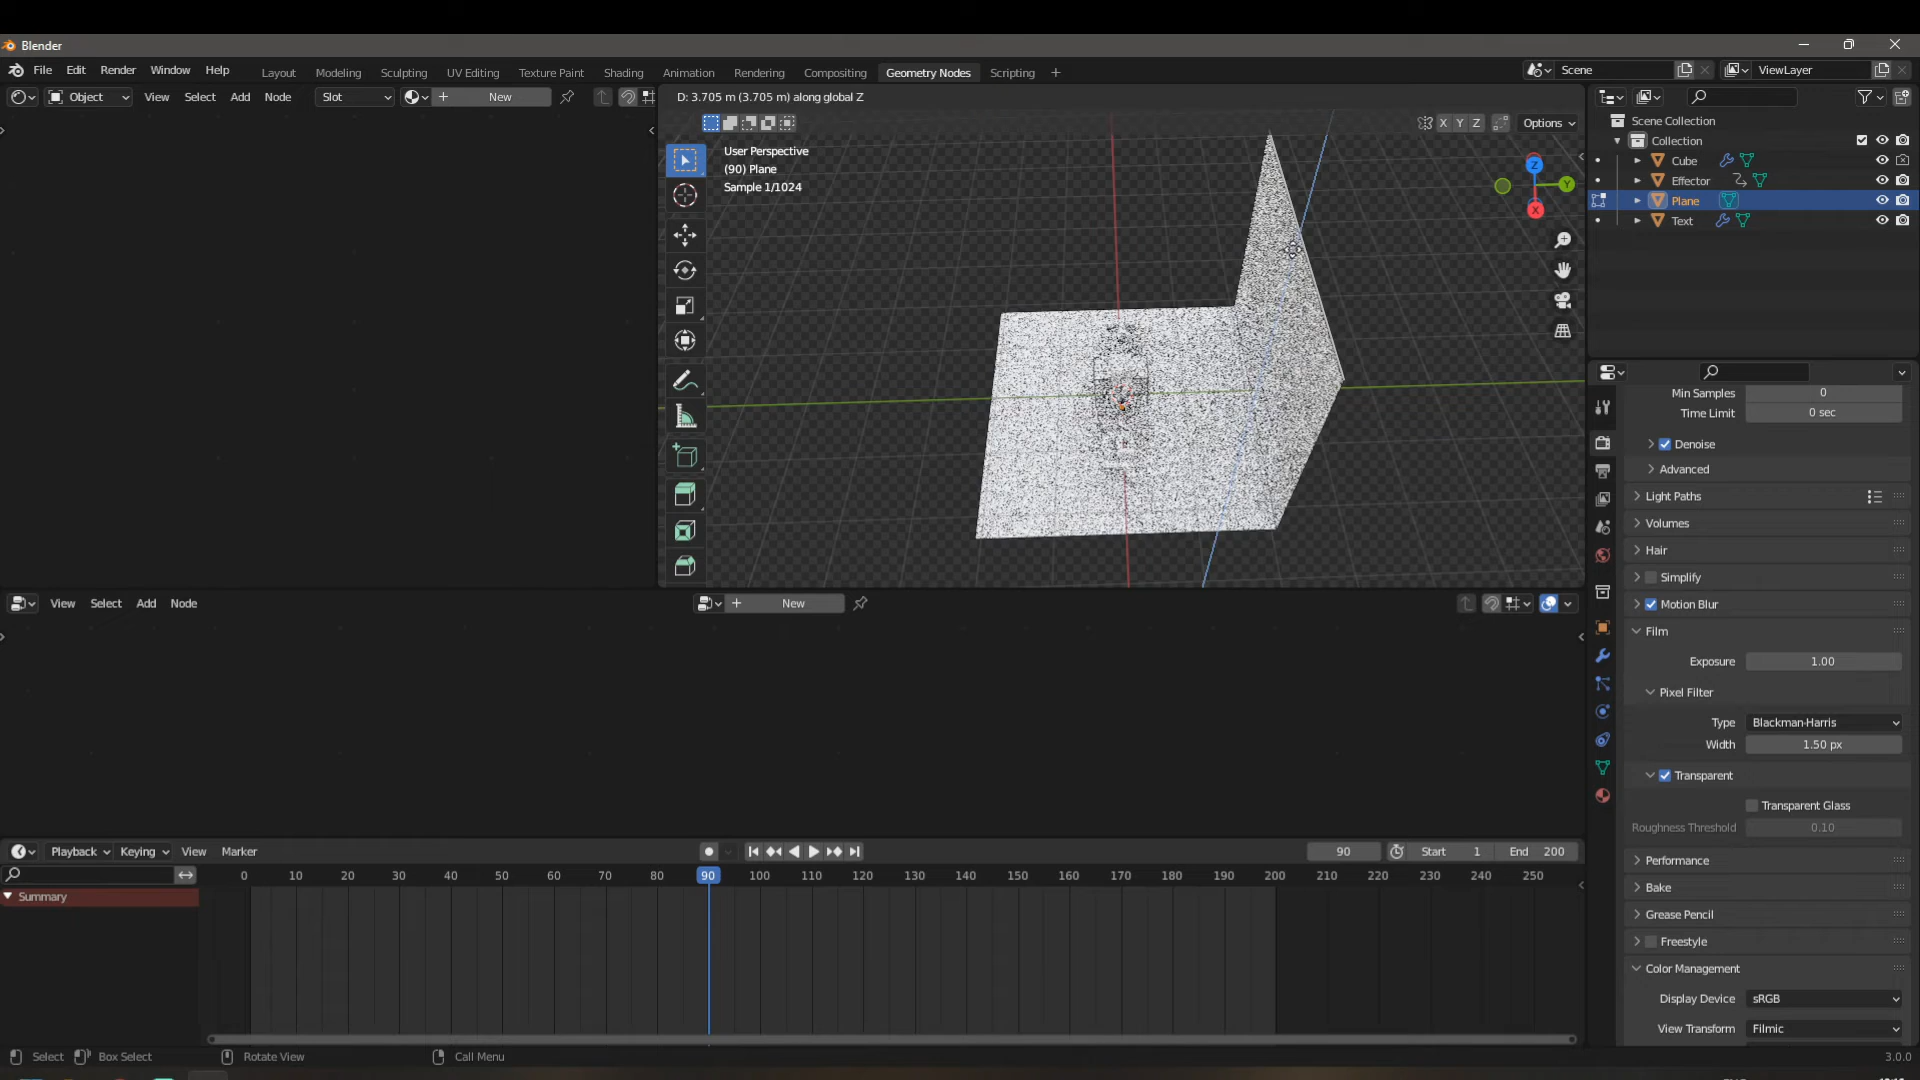 Blender
File Edit Render Window Help Layout Modeling Sculpting UV Editing Texture Paint Shading Animation Rendering Compositing Geometry Nodes Scripting + Scene ViewLayer
Object View Select Add Node Slot New D: 3.705 m (3.705 m) along global Z
X Y Z Options
User Perspective
(90) Plane
Sample 1/1024
Z
Y
X
Scene Collection
Collection
Cube
Effector
Plane
Text
Min Samples 0
Time Limit 0 sec
Denoise
Advanced
Light Paths
Volumes
Hair
Simplify
Motion Blur
Film
Exposure 1.00
Pixel Filter
Type Blackman-Harris
Width 1.50 px
Transparent
Transparent Glass
Roughness Threshold 0.10
Performance
Bake
Grease Pencil
Freestyle
Color Management
Display Device sRGB
View Transform Filmic
View Select Add Node New
Playback Keying View Marker 90 Start 1 End 200
0 10 20 30 40 50 60 70 80 90 100 110 120 130 140 150 160 170 180 190 200 210 220 230 240 250
Summary
Select Box Select Rotate View Call Menu 3.0.0